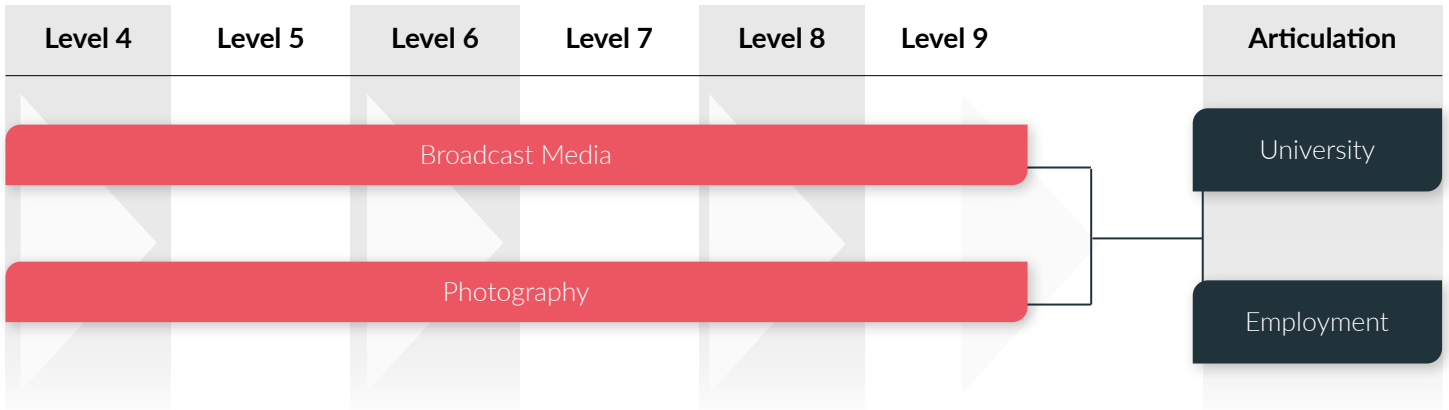 Level 4 Level 5 Level 6 Level 7 Level 8 Level 9 Articulation
Broadcast Media
University
Photography
Employment